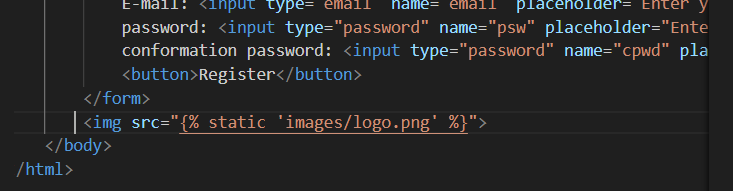 E-mail: <input type="email" name="email" placeholder="Enter y
password: <input type="password" name="psw" placeholder="Ente
conformation password: <input type="password" name="cpwd" pla
<button>Register</button>
</form>
<img src="{% static 'images/logo.png' %}">
</body>
/html>